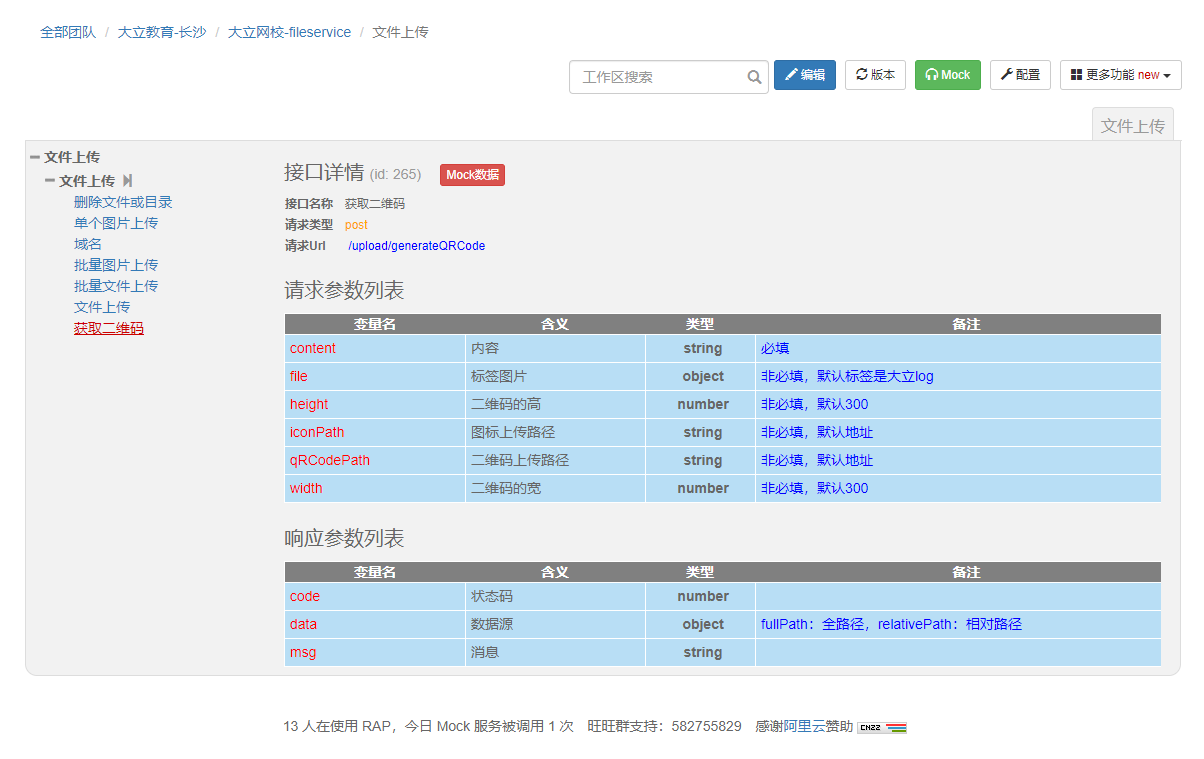 全部团队 / 大立教育-长沙 / 大立网校-fileservice / 文件上传
工作区搜索 编辑 版本 Mock 配置 更多功能 new
文件上传
文件上传
文件上传
删除文件或目录
单个图片上传
域名
批量图片上传
批量文件上传
文件上传
获取二维码
接口详情 (id: 265) Mock数据
接口名称 获取二维码
请求类型 post
请求Url /upload/generateQRCode
请求参数列表
变量名 含义 类型 备注
content 内容 string 必填
file 标签图片 object 非必填，默认标签是大立log
height 二维码的高 number 非必填，默认300
iconPath 图标上传路径 string 非必填，默认地址
qRCodePath 二维码上传路径 string 非必填，默认地址
width 二维码的宽 number 非必填，默认300
响应参数列表
变量名 含义 类型 备注
code 状态码 number
data 数据源 object fullPath：全路径，relativePath：相对路径
msg 消息 string
13 人在使用 RAP，今日 Mock 服务被调用 1 次 旺旺群支持：582755829 感谢阿里云赞助 CNZZ